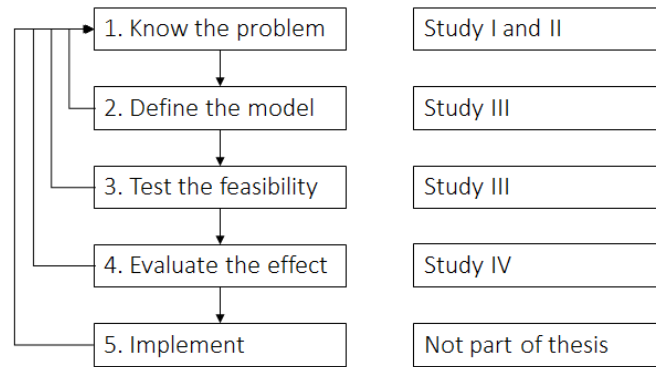 1. Know the problem
Study I and II
2. Define the model
Study III
3. Test the feasibility
Study III
4. Evaluate the effect
Study IV
5. Implement
Not part of thesis